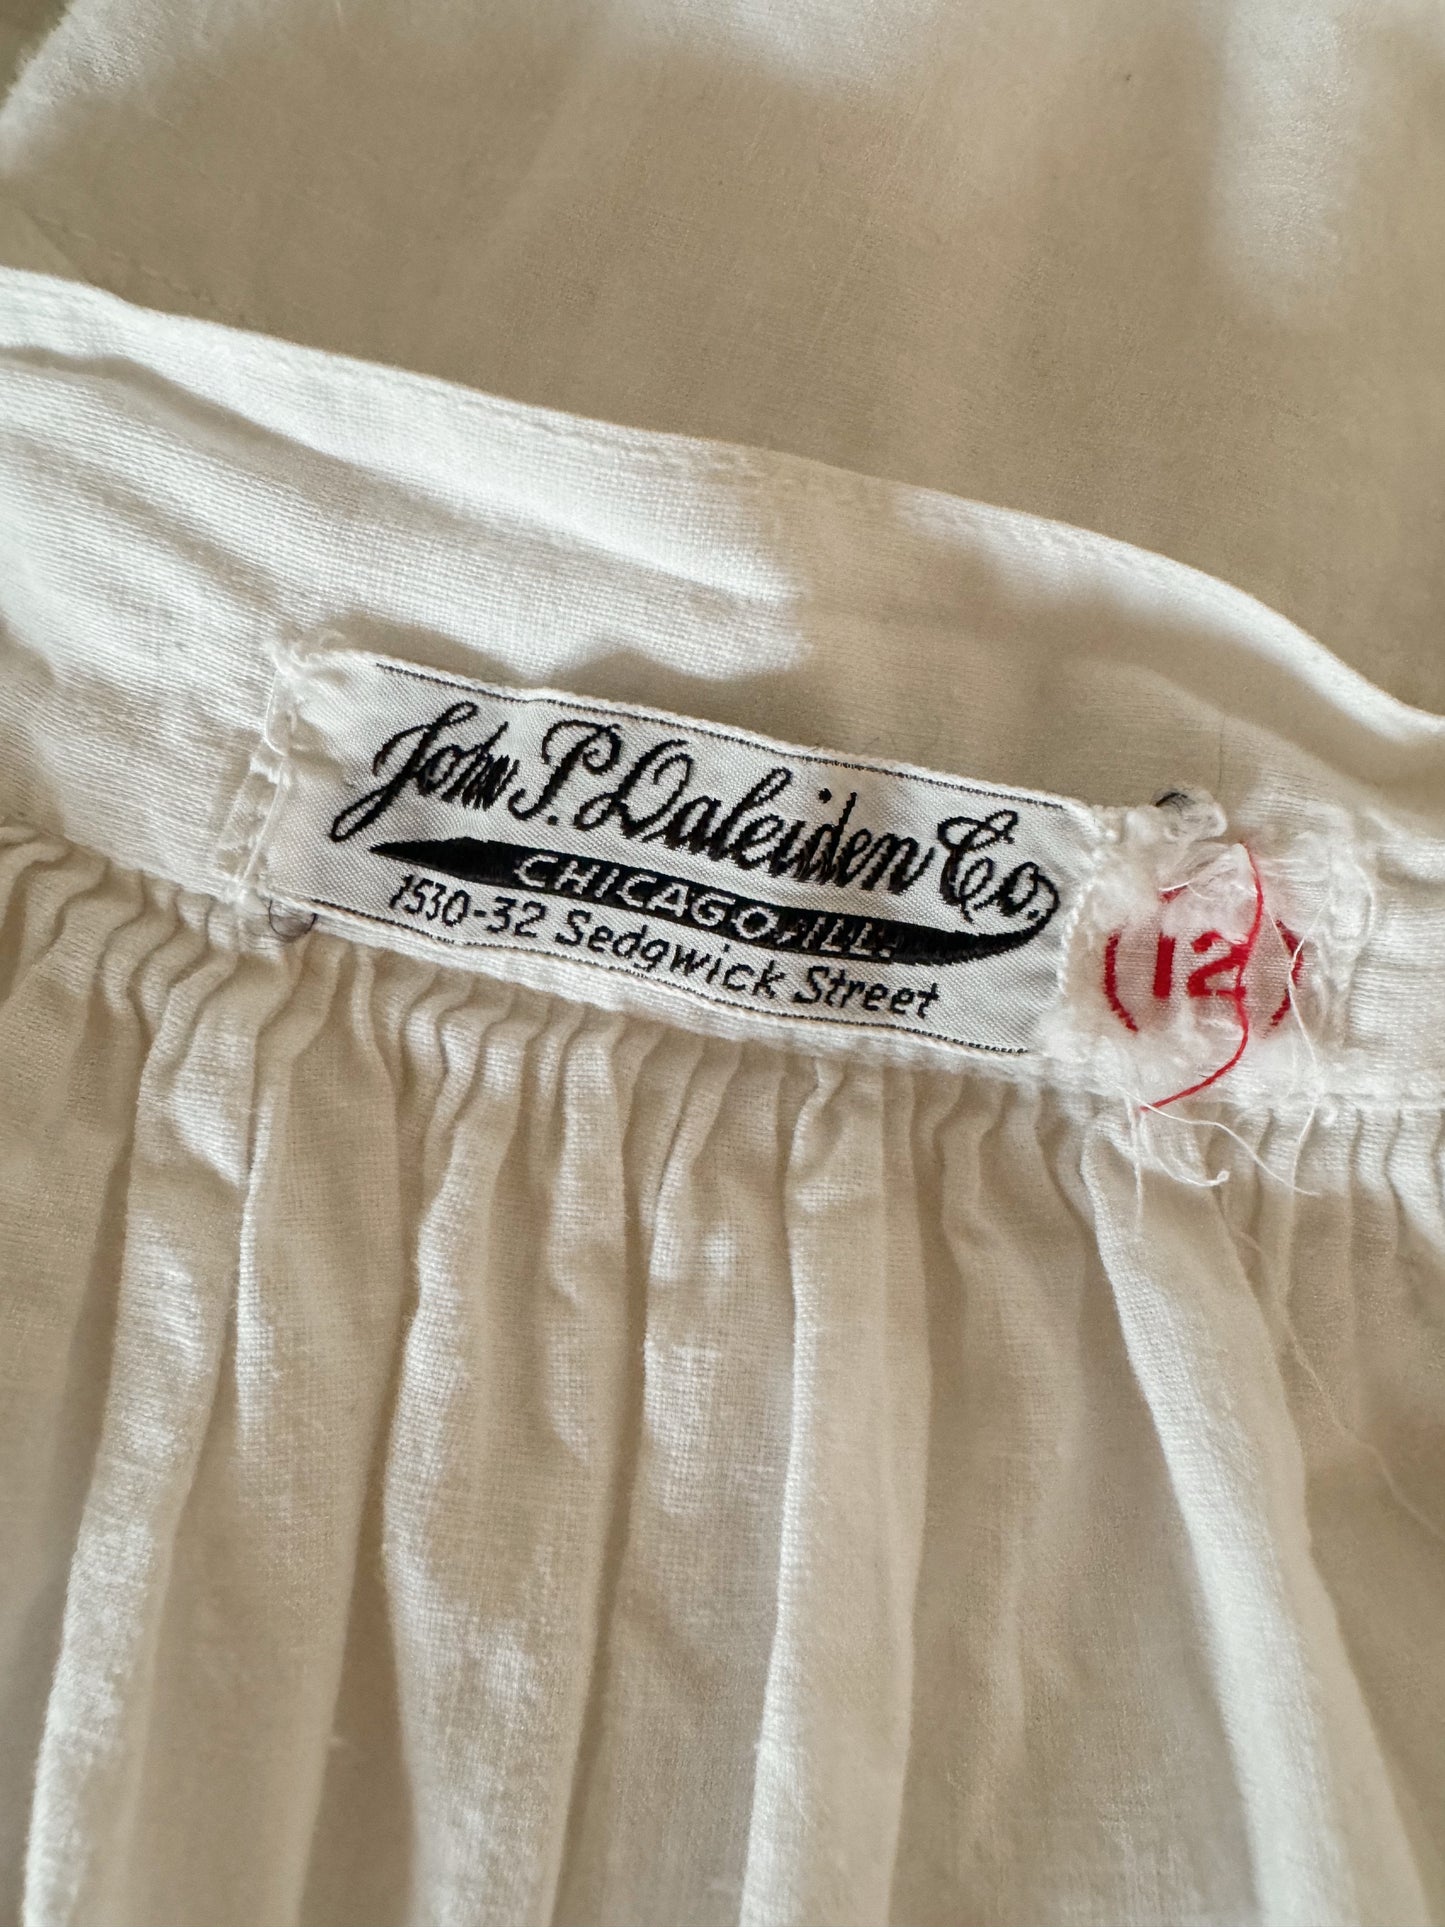 John P. Daleiden Co.
CHICAGO, ILL.
1530-32 Sedgwick Street
(12)